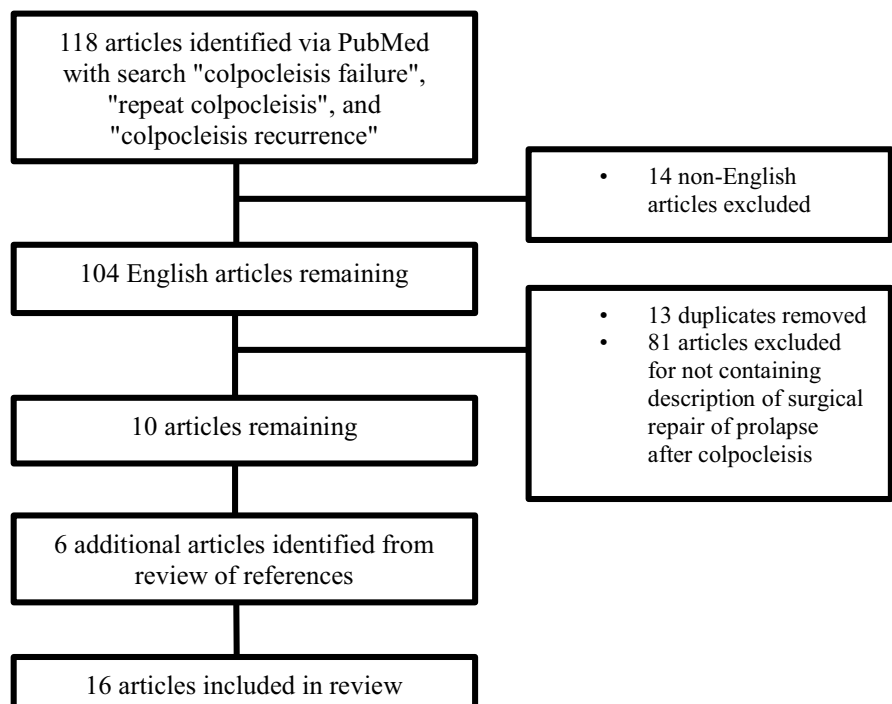 118 articles identified via PubMed
with search "colpocleisis failure",
"repeat colpocleisis", and
"colpocleisis recurrence"
• 14 non-English
articles excluded
104 English articles remaining
• 13 duplicates removed
• 81 articles excluded
for not containing
description of surgical
repair of prolapse
after colpocleisis
10 articles remaining
6 additional articles identified from
review of references
16 articles included in review